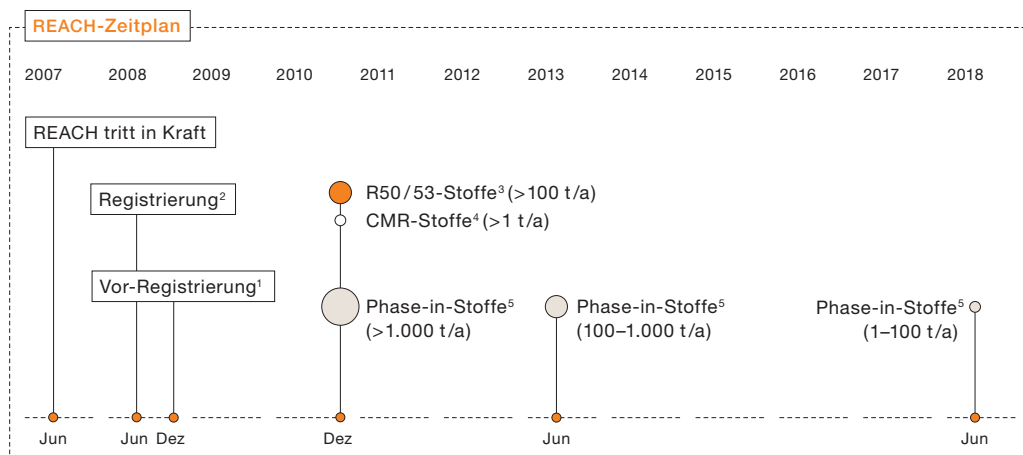 REACH-Zeitplan
2007 2008 2009 2010 2011 2012 2013 2014 2015 2016 2017 2018
REACH tritt in Kraft
Registrierung²
R50/53-Stoffe³ (>100 t/a)
CMR-Stoffe⁴ (>1 t/a)
Vor-Registrierung¹
Phase-in-Stoffe⁵
(>1.000 t/a)
Phase-in-Stoffe⁵
(100–1.000 t/a)
Phase-in-Stoffe⁵
(1–100 t/a)
Jun Jun Dez Dez Jun Jun